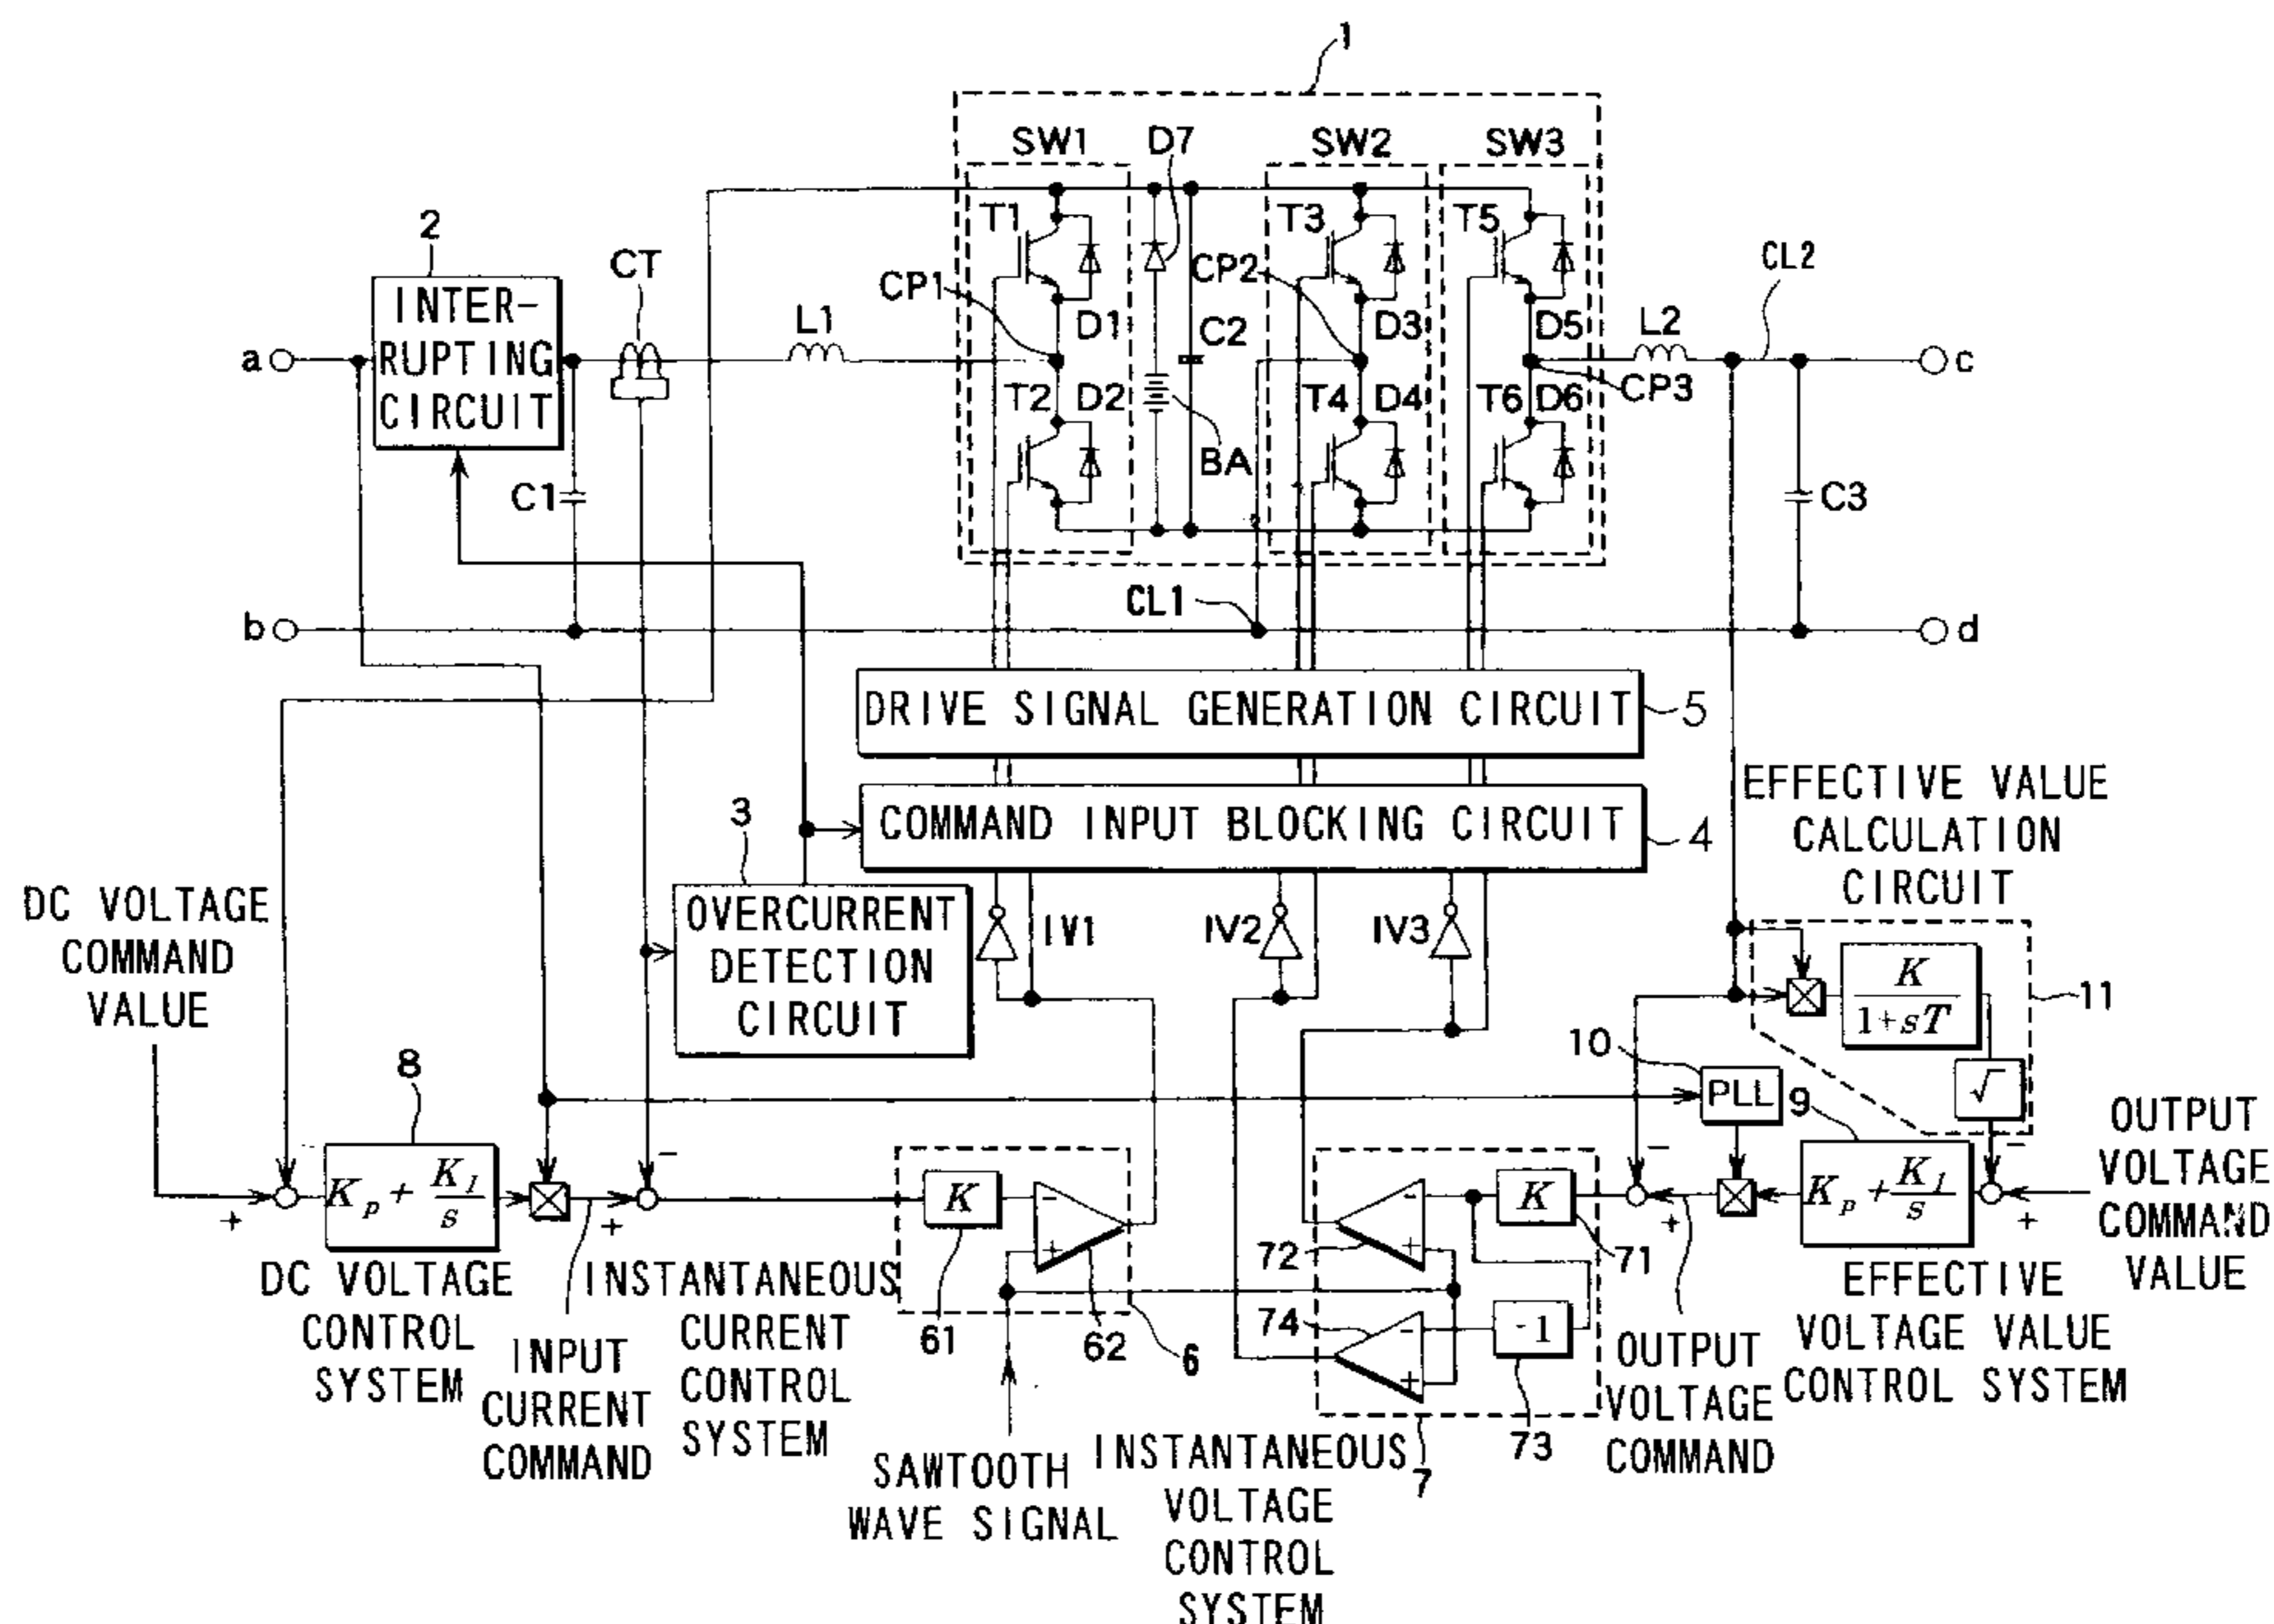 1
SW1
D7
SW2
SW3
2
CT
T1
T3
T5
CL2
CP1
CP2
INTER-
RUPTING
CIRCUIT
L1
D1
C2
D3
D5
L2
a
c
T2
D2
T4
D4
T6
D6
CP3
BA
C1
C3
CL1
b
d
DRIVE SIGNAL GENERATION CIRCUIT
5
COMMAND INPUT BLOCKING CIRCUIT
4
EFFECTIVE VALUE
CALCULATION
CIRCUIT
3
OVERCURRENT
DETECTION
CIRCUIT
IV1
IV2
IV3
DC VOLTAGE
COMMAND
VALUE
K
1+sT
11
√
10
PLL
9
8
OUTPUT
VOLTAGE
COMMAND
VALUE
Kp + KI
s
+
−
+
−
K
61
−
+
62
6
−
+
72
K
71
−
+
74
-1
73
7
−
+
Kp + KI
s
−
+
DC VOLTAGE
CONTROL
SYSTEM
INPUT
CURRENT
COMMAND
INSTANTANEOUS
CURRENT
CONTROL
SYSTEM
SAWTOOTH
WAVE SIGNAL
INSTANTANEOUS
VOLTAGE
CONTROL
SYSTEM
OUTPUT
VOLTAGE
COMMAND
EFFECTIVE
VOLTAGE VALUE
CONTROL SYSTEM